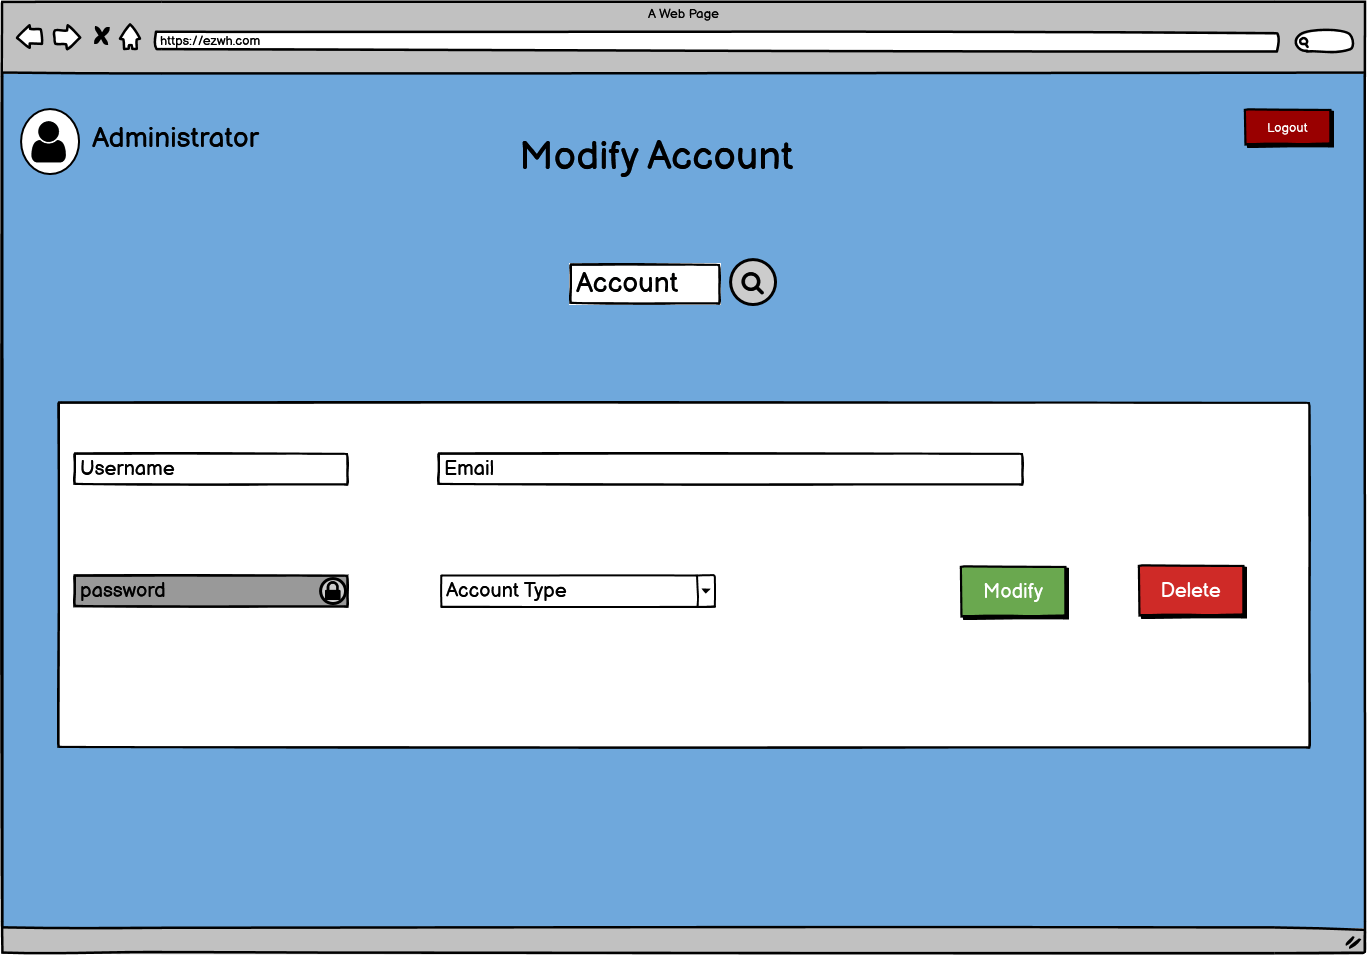 A Web Page
https://ezwh.com
Administrator
Modify Account
Logout
Account
Username
Email
password
Account Type
Modify
Delete